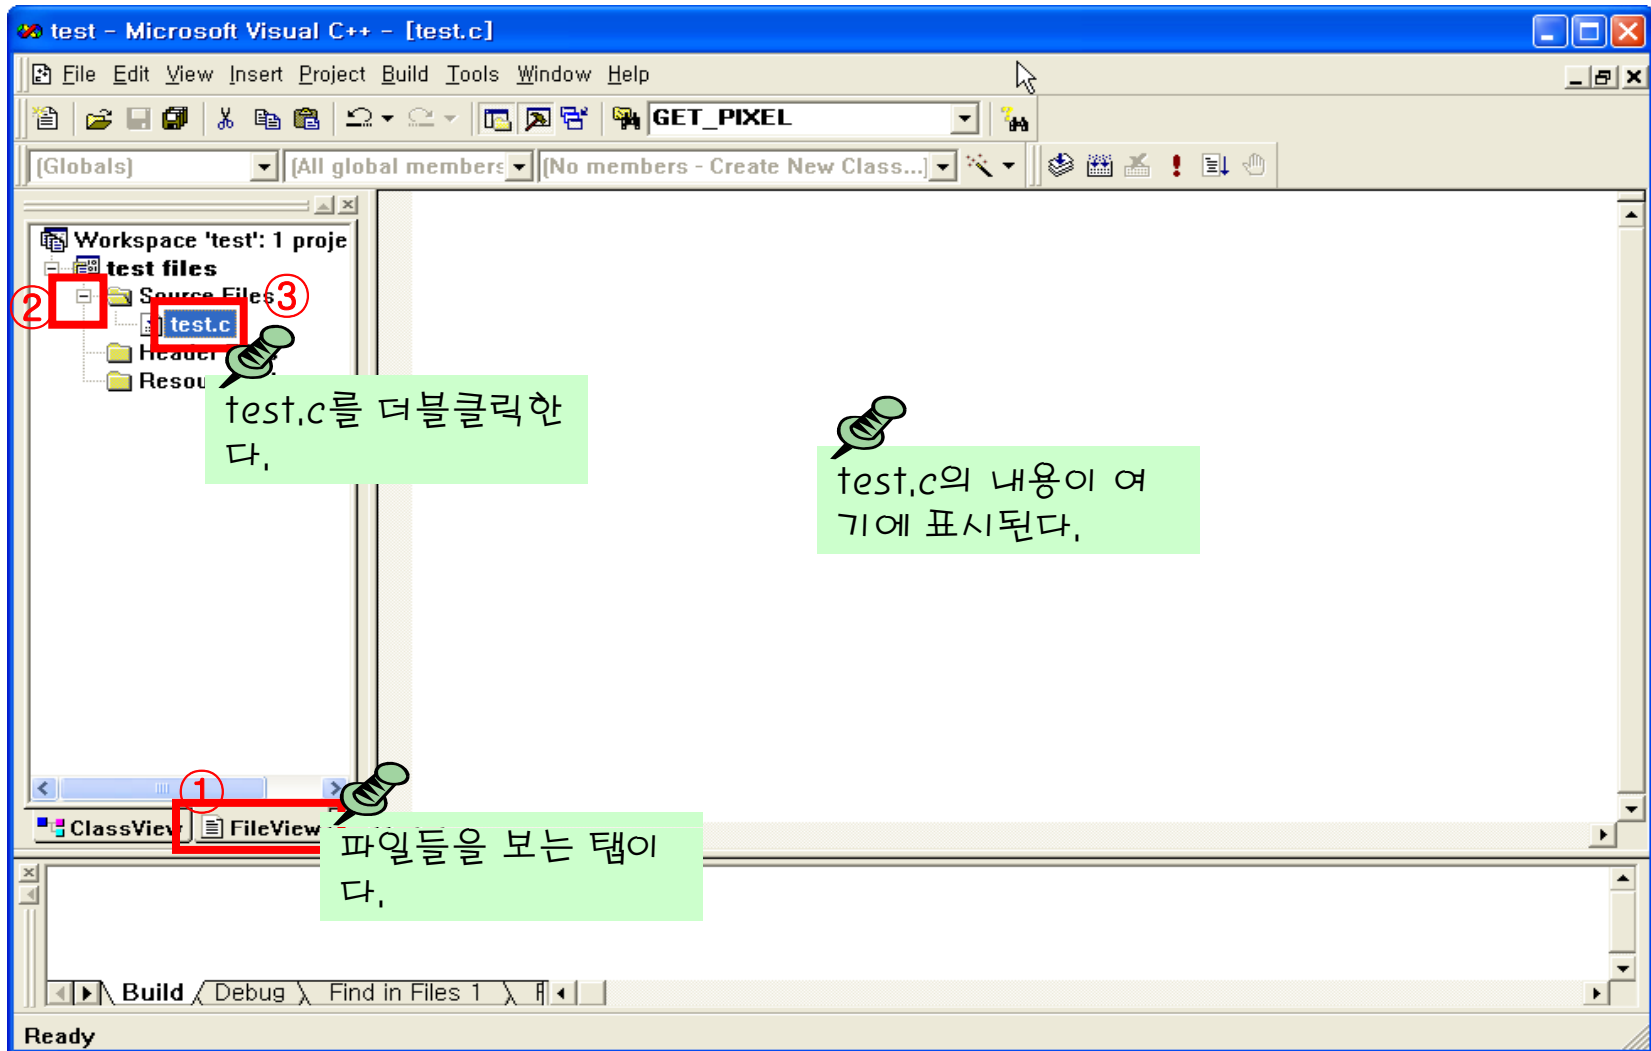 test - Microsoft Visual C++ - [test.c]
File Edit View Insert Project Build Tools Window Help
GET_PIXEL
(Globals) (All global members (No members - Create New Class...)
Workspace 'test': 1 proje
test files
② Source Files ③
test.c
Header
Resou
test.c를 더블클릭한
다.
test.c의 내용이 여
기에 표시된다.
①
ClassView FileView
파일들을 보는 탭이
다.
Build Debug Find in Files 1
Ready